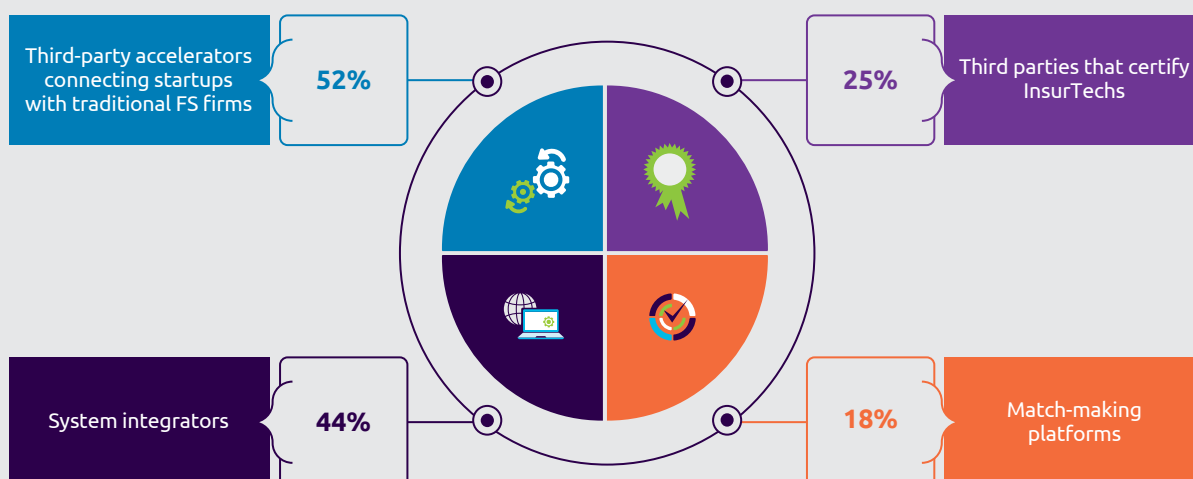 Third-party accelerators
connecting startups
with traditional FS firms
52%
25%
Third parties that certify
InsurTechs
System integrators
44%
18%
Match-making
platforms